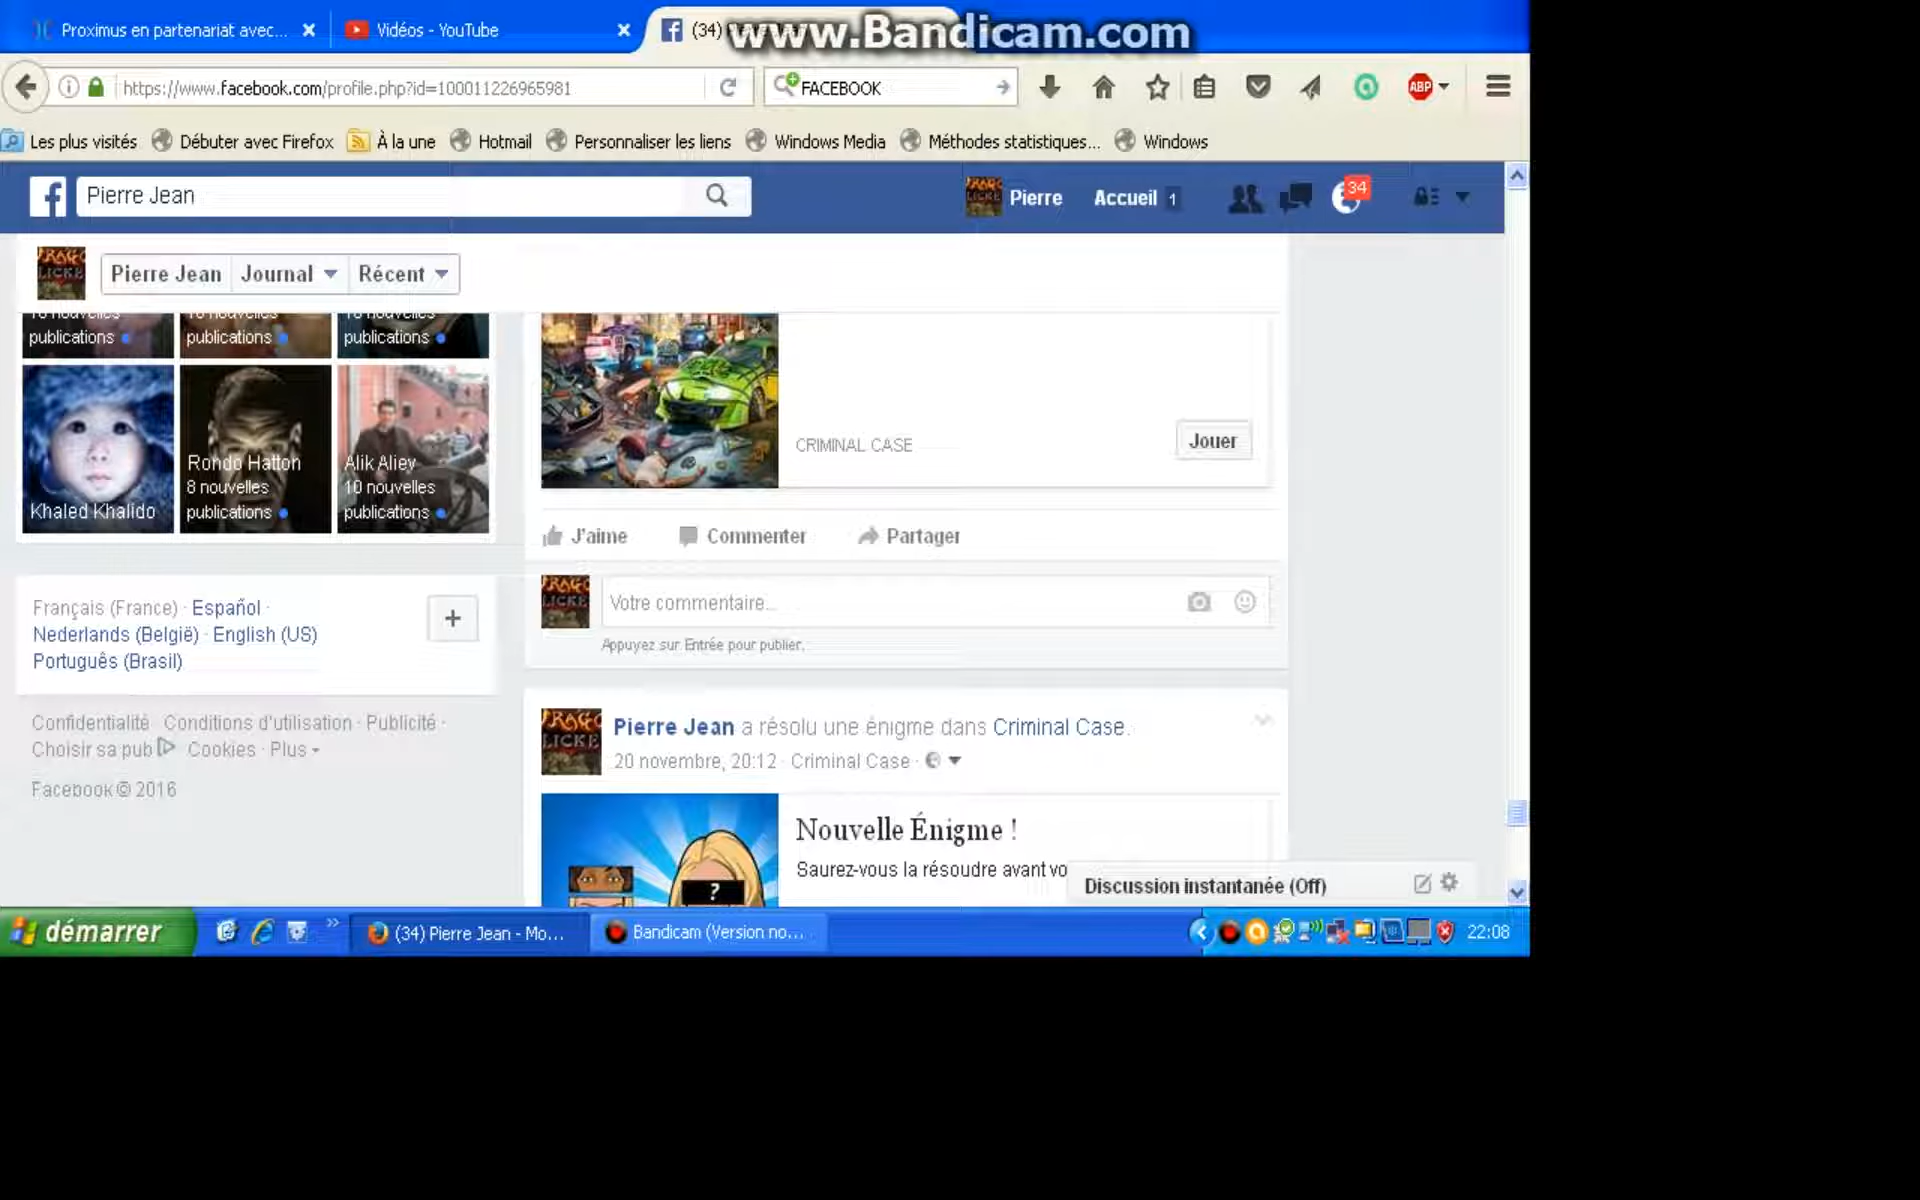 Proximus en partenariat avec...
Vidéos - YouTube
(34)
www.Bandicam.com
https://www.facebook.com/profile.php?id=100011226965981
FACEBOOK
ABP
Les plus visités
Débuter avec Firefox
À la une
Hotmail
Personnaliser les liens
Windows Media
Méthodes statistiques...
Windows
Pierre Jean
Pierre
Accueil 1
34
Pierre Jean
Journal
Récent
publications
publications
publications
Khaled Khalido
Rondo Hatton
8 nouvelles
publications
Alik Aliev
10 nouvelles
publications
CRIMINAL CASE
Jouer
J'aime
Commenter
Partager
Votre commentaire...
Appuyez sur Entrée pour publier.
Français (France) · Español ·
Nederlands (België) · English (US)
Português (Brasil)
+
Confidentialité · Conditions d'utilisation · Publicité ·
Choisir sa pub
Cookies · Plus
Facebook © 2016
Pierre Jean a résolu une énigme dans Criminal Case.
20 novembre, 20:12 · Criminal Case ·
?
Nouvelle Énigme !
Saurez-vous la résoudre avant vo
Discussion instantanée (Off)
démarrer
»
(34) Pierre Jean - Mo...
Bandicam (Version no...
22:08